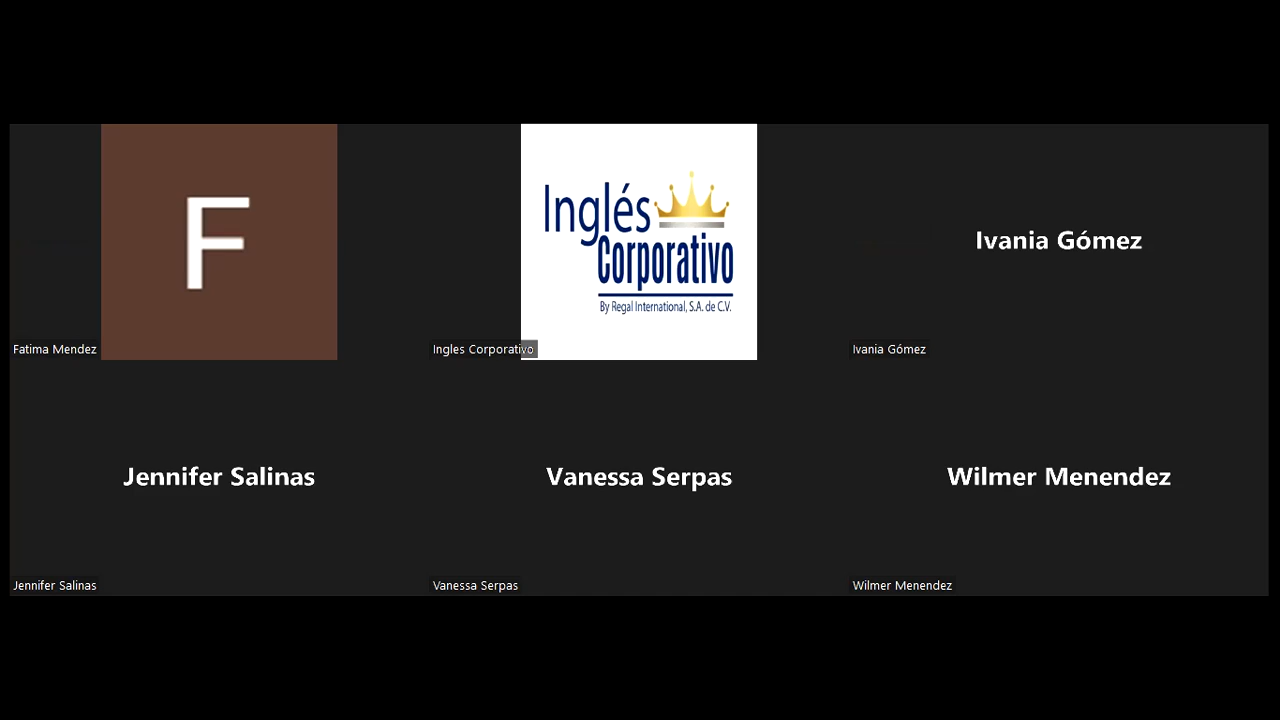 F
Fatima Mendez
Inglés
Corporativo
By Regal International, S.A. de C.V.
Ingles Corporativo
Ivania Gómez
Ivania Gómez
Jennifer Salinas
Jennifer Salinas
Vanessa Serpas
Vanessa Serpas
Wilmer Menendez
Wilmer Menendez